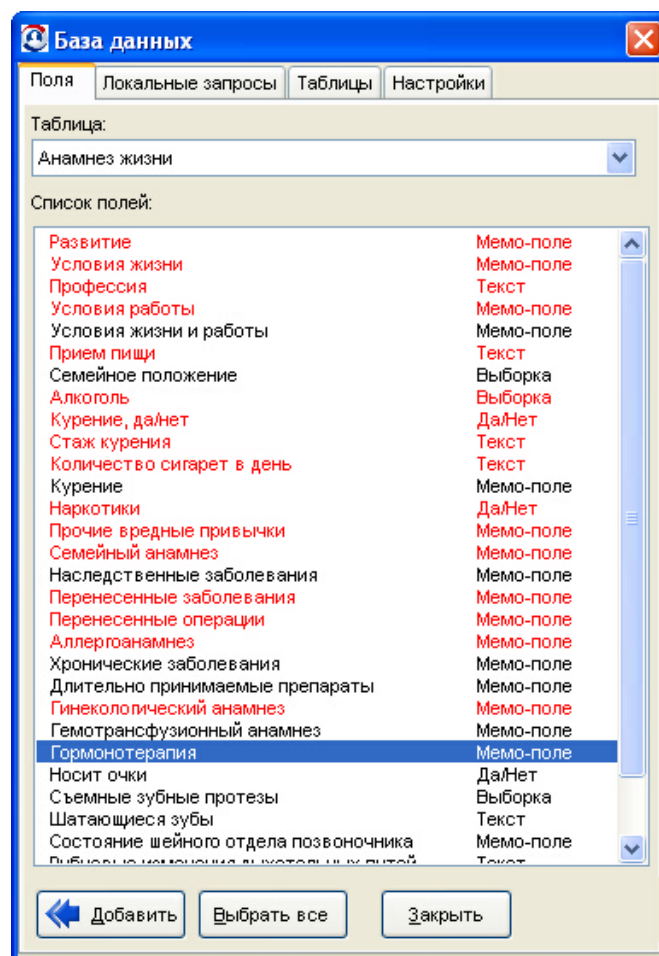 База данных
Поля Локальные запросы Таблицы Настройки
Таблица:
Анамнез жизни
Список полей:
Развитие Мемо-поле
Условия жизни Мемо-поле
Профессия Текст
Условия работы Мемо-поле
Условия жизни и работы Мемо-поле
Прием пищи Текст
Семейное положение Выборка
Алкоголь Выборка
Курение, да/нет Да/Нет
Стаж курения Текст
Количество сигарет в день Текст
Курение Мемо-поле
Наркотики Да/Нет
Прочие вредные привычки Мемо-поле
Семейный анамнез Мемо-поле
Наследственные заболевания Мемо-поле
Перенесенные заболевания Мемо-поле
Перенесенные операции Мемо-поле
Аллергоанамнез Мемо-поле
Хронические заболевания Мемо-поле
Длительно принимаемые препараты Мемо-поле
Гинекологический анамнез Мемо-поле
Гемотрансфузионный анамнез Мемо-поле
Гормонотерапия Мемо-поле
Носит очки Да/Нет
Съемные зубные протезы Выборка
Шатающиеся зубы Текст
Состояние шейного отдела позвоночника Мемо-поле
Рубцовые изменения дыхательных путей Текст
Добавить Выбрать все Закрыть